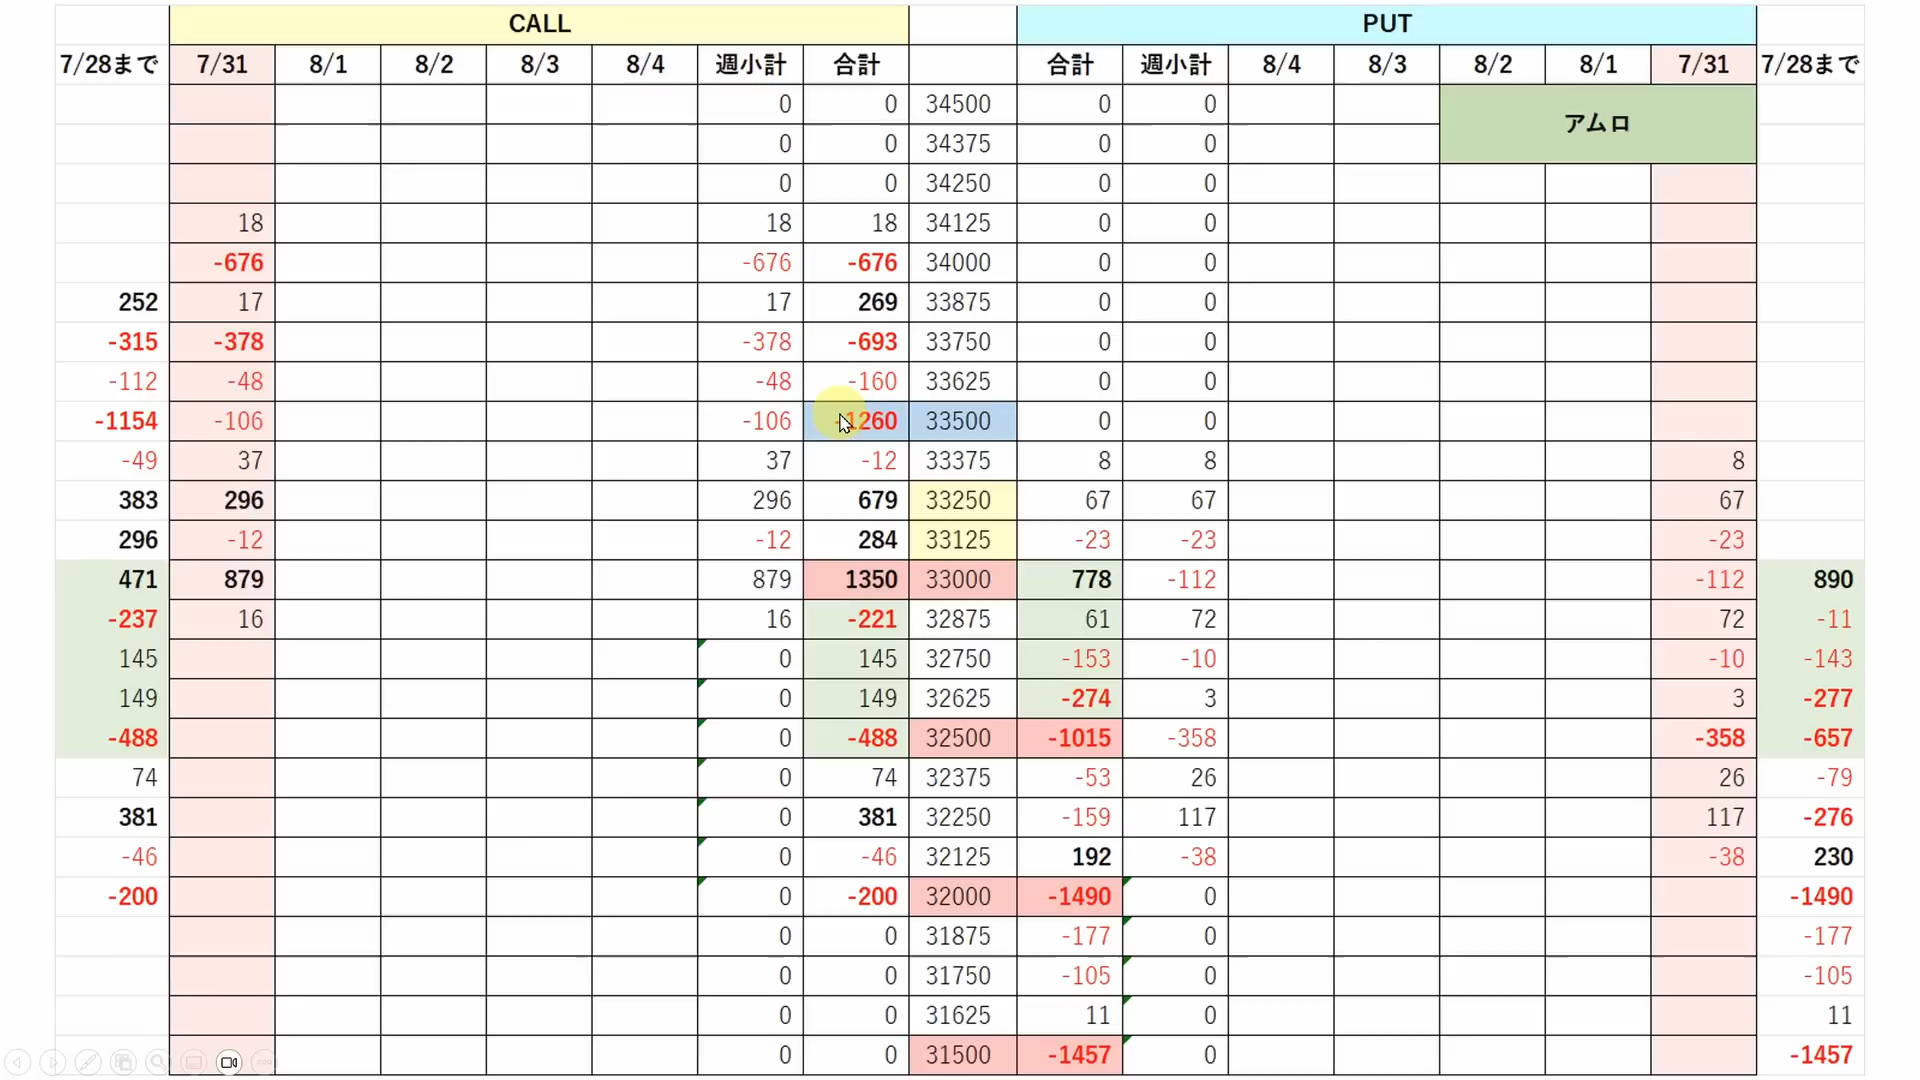 CALL PUT
7/28まで 7/31 8/1 8/2 8/3 8/4 週小計 合計 合計 週小計 8/4 8/3 8/2 8/1 7/31 7/28まで
0 0 34500 0 0 アムロ
0 0 34375 0 0
0 0 34250 0 0
18 18 18 34125 0 0
-676 -676 -676 34000 0 0
252 17 17 269 33875 0 0
-315 -378 -378 -693 33750 0 0
-112 -48 -48 -160 33625 0 0
-1154 -106 -106 -1260 33500 0 0
-49 37 37 -12 33375 8 8 8
383 296 296 679 33250 67 67 67
296 -12 -12 284 33125 -23 -23 -23
471 879 879 1350 33000 778 -112 -112 890
-237 16 16 -221 32875 61 72 72 -11
145 0 145 32750 -153 -10 -10 -143
149 0 149 32625 -274 3 3 -277
-488 0 -488 32500 -1015 -358 -358 -657
74 0 74 32375 -53 26 26 -79
381 0 381 32250 -159 117 117 -276
-46 0 -46 32125 192 -38 -38 230
-200 0 -200 32000 -1490 0 -1490
0 0 31875 -177 0 -177
0 0 31750 -105 0 -105
0 0 31625 11 0 11
0 0 31500 -1457 0 -1457